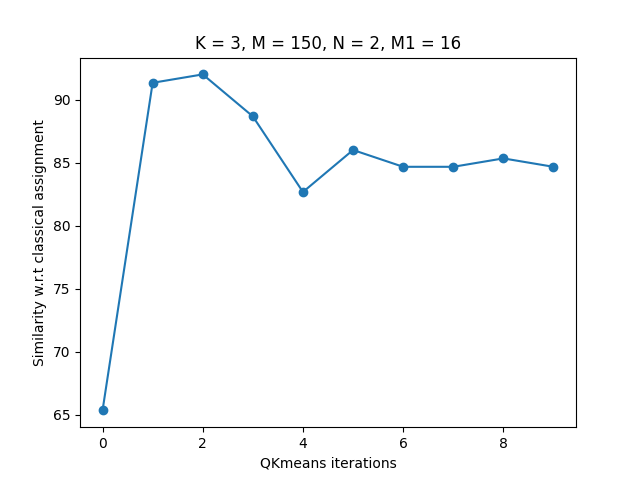 K = 3, M = 150, N = 2, M1 = 16
90
85
80
75
70
65
Similarity w.r.t classical assignment
0 2 4 6 8
QKmeans iterations